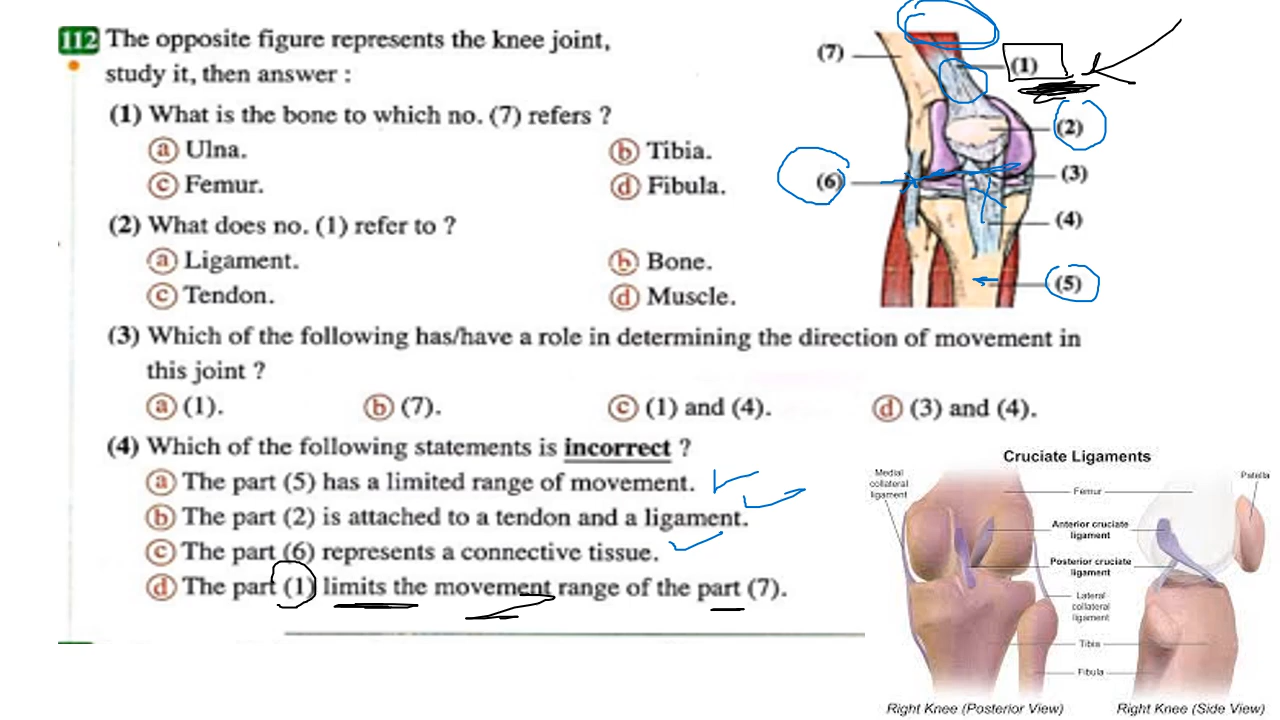 112 The opposite figure represents the knee joint,
study it, then answer :
(1) What is the bone to which no. (7) refers ?
ⓐ Ulna. ⓑ Tibia.
ⓒ Femur. ⓓ Fibula.
(2) What does no. (1) refer to ?
ⓐ Ligament. ⓑ Bone.
ⓒ Tendon. ⓓ Muscle.
(7)
(1)
(2)
(3)
(6)
(4)
(5)
(3) Which of the following has/have a role in determining the direction of movement in
this joint ?
ⓐ (1). ⓑ (7). ⓒ (1) and (4). ⓓ (3) and (4).
(4) Which of the following statements is incorrect ?
ⓐ The part (5) has a limited range of movement.
ⓑ The part (2) is attached to a tendon and a ligament.
ⓒ The part (6) represents a connective tissue.
ⓓ The part (1) limits the movement range of the part (7).
Cruciate Ligaments
Medial
collateral
ligament
Femur
Patella
Anterior cruciate
ligament
Posterior cruciate
ligament
Lateral
collateral
ligament
Tibia
Fibula
Right Knee (Posterior View)
Right Knee (Side View)